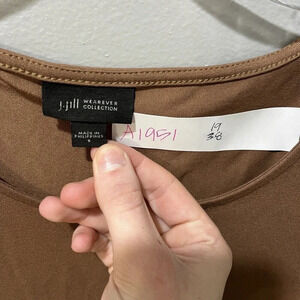 J.Jill WEAREVER
COLLECTION
MADE IN
PHILIPPINES
A1951
19
38